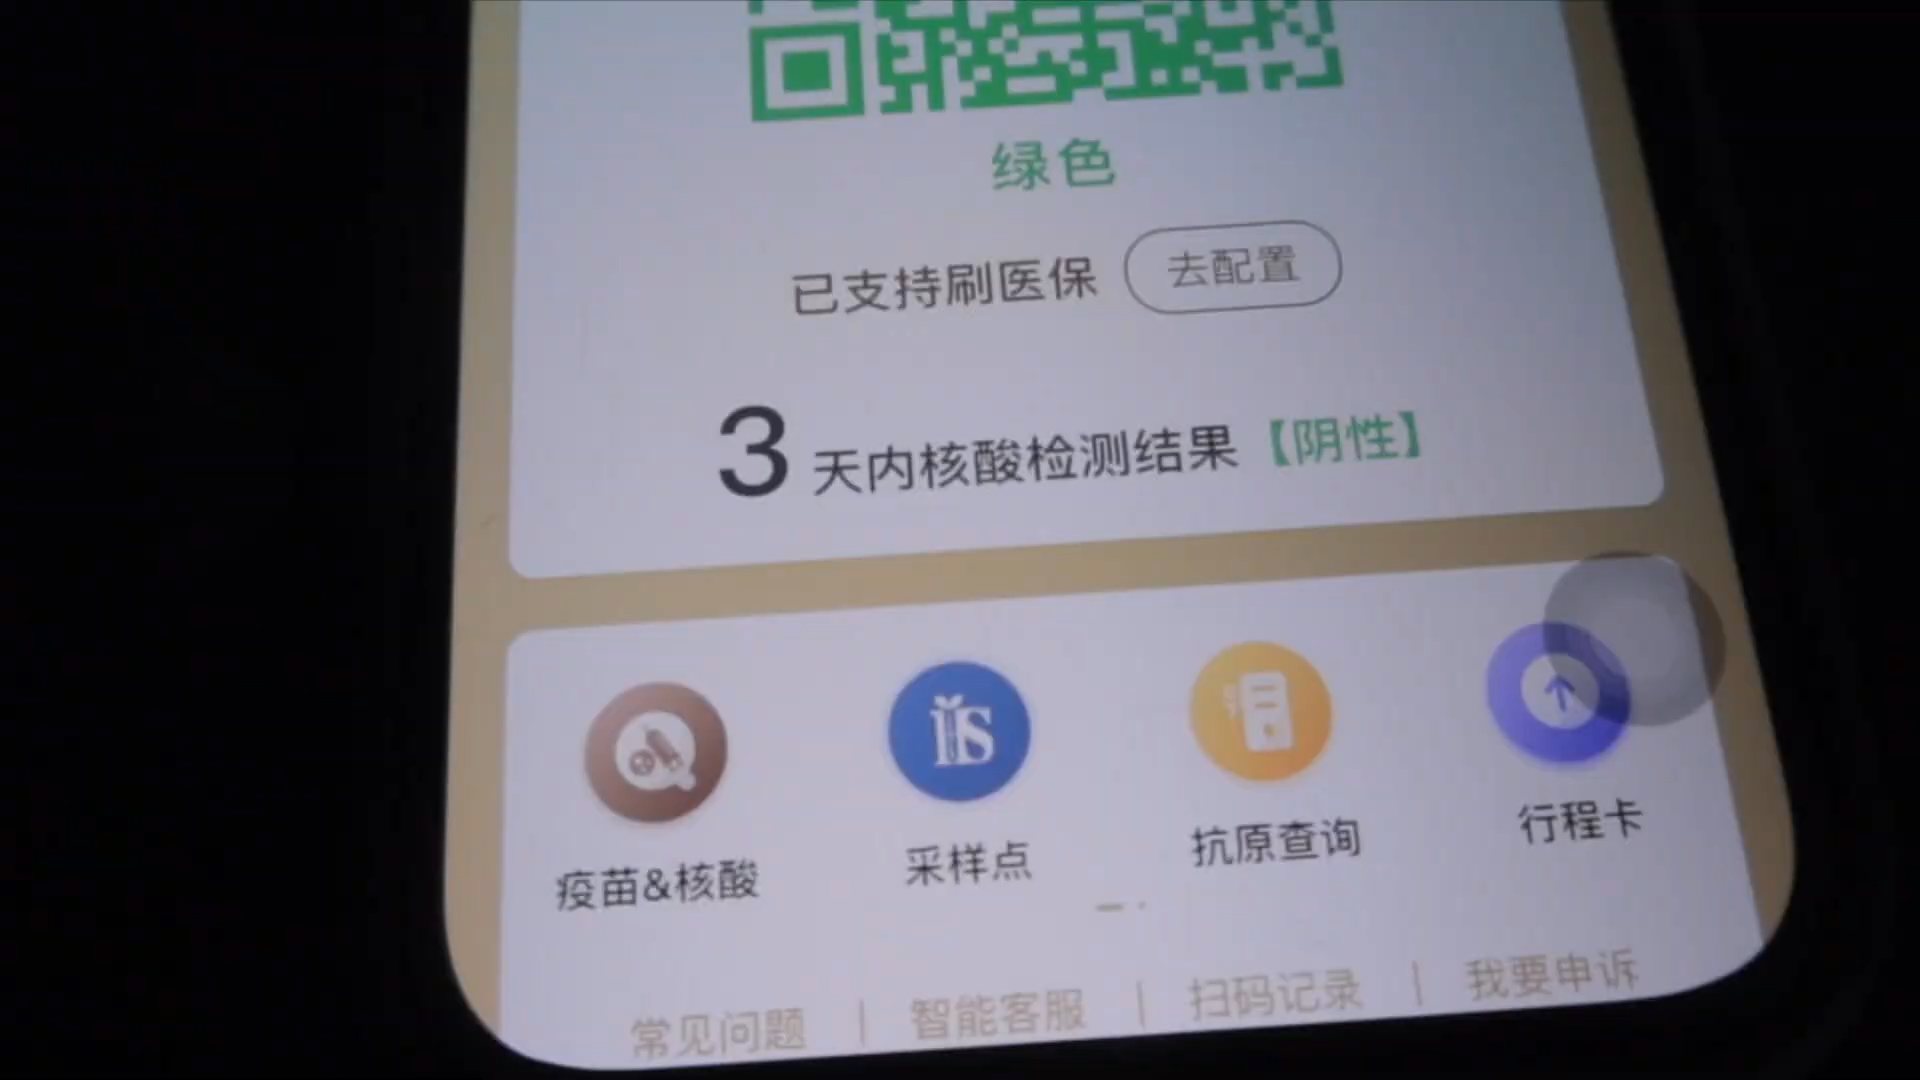 绿色
已支持刷医保 去配置
3 天内核酸检测结果【阴性】
疫苗&核酸 采样点 抗原查询 行程卡
常见问题 | 智能客服 | 扫码记录 | 我要申诉